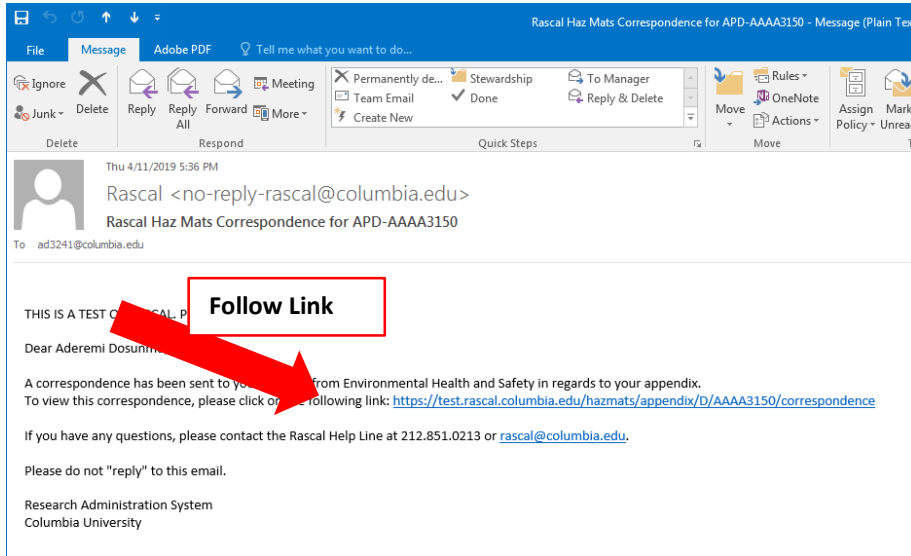 Rascal Haz Mats Correspondence for APD-AAAA3150 - Message (Plain Tex
File Message Adobe PDF Tell me what you want to do...
Ignore Junk Delete Reply Reply All Forward Meeting More
Permantently de... Stewardship To Manager
Team Email Done Reply & Delete
Create New
Move Rules OneNote Actions Assign Policy Mark Unrea
Delete Respond Quick Steps Move
Thu 4/11/2019 5:36 PM
Rascal <no-reply-rascal@columbia.edu>
Rascal Haz Mats Correspondence for APD-AAAA3150
To ad3241@columbia.edu
Follow Link
THIS IS A TEST
Dear Aderemi
A correspondence has been sent to from Environmental Health and Safety in regards to your appendix.
To view this correspondence, please click following link: https://test.rascal.columbia.edu/hazmats/appendix/D/AAAA3150/correspondence
If you have any questions, please contact the Rascal Help Line at 212.851.0213 or rascal@columbia.edu.
Please do not "reply" to this email.
Research Administration System
Columbia University